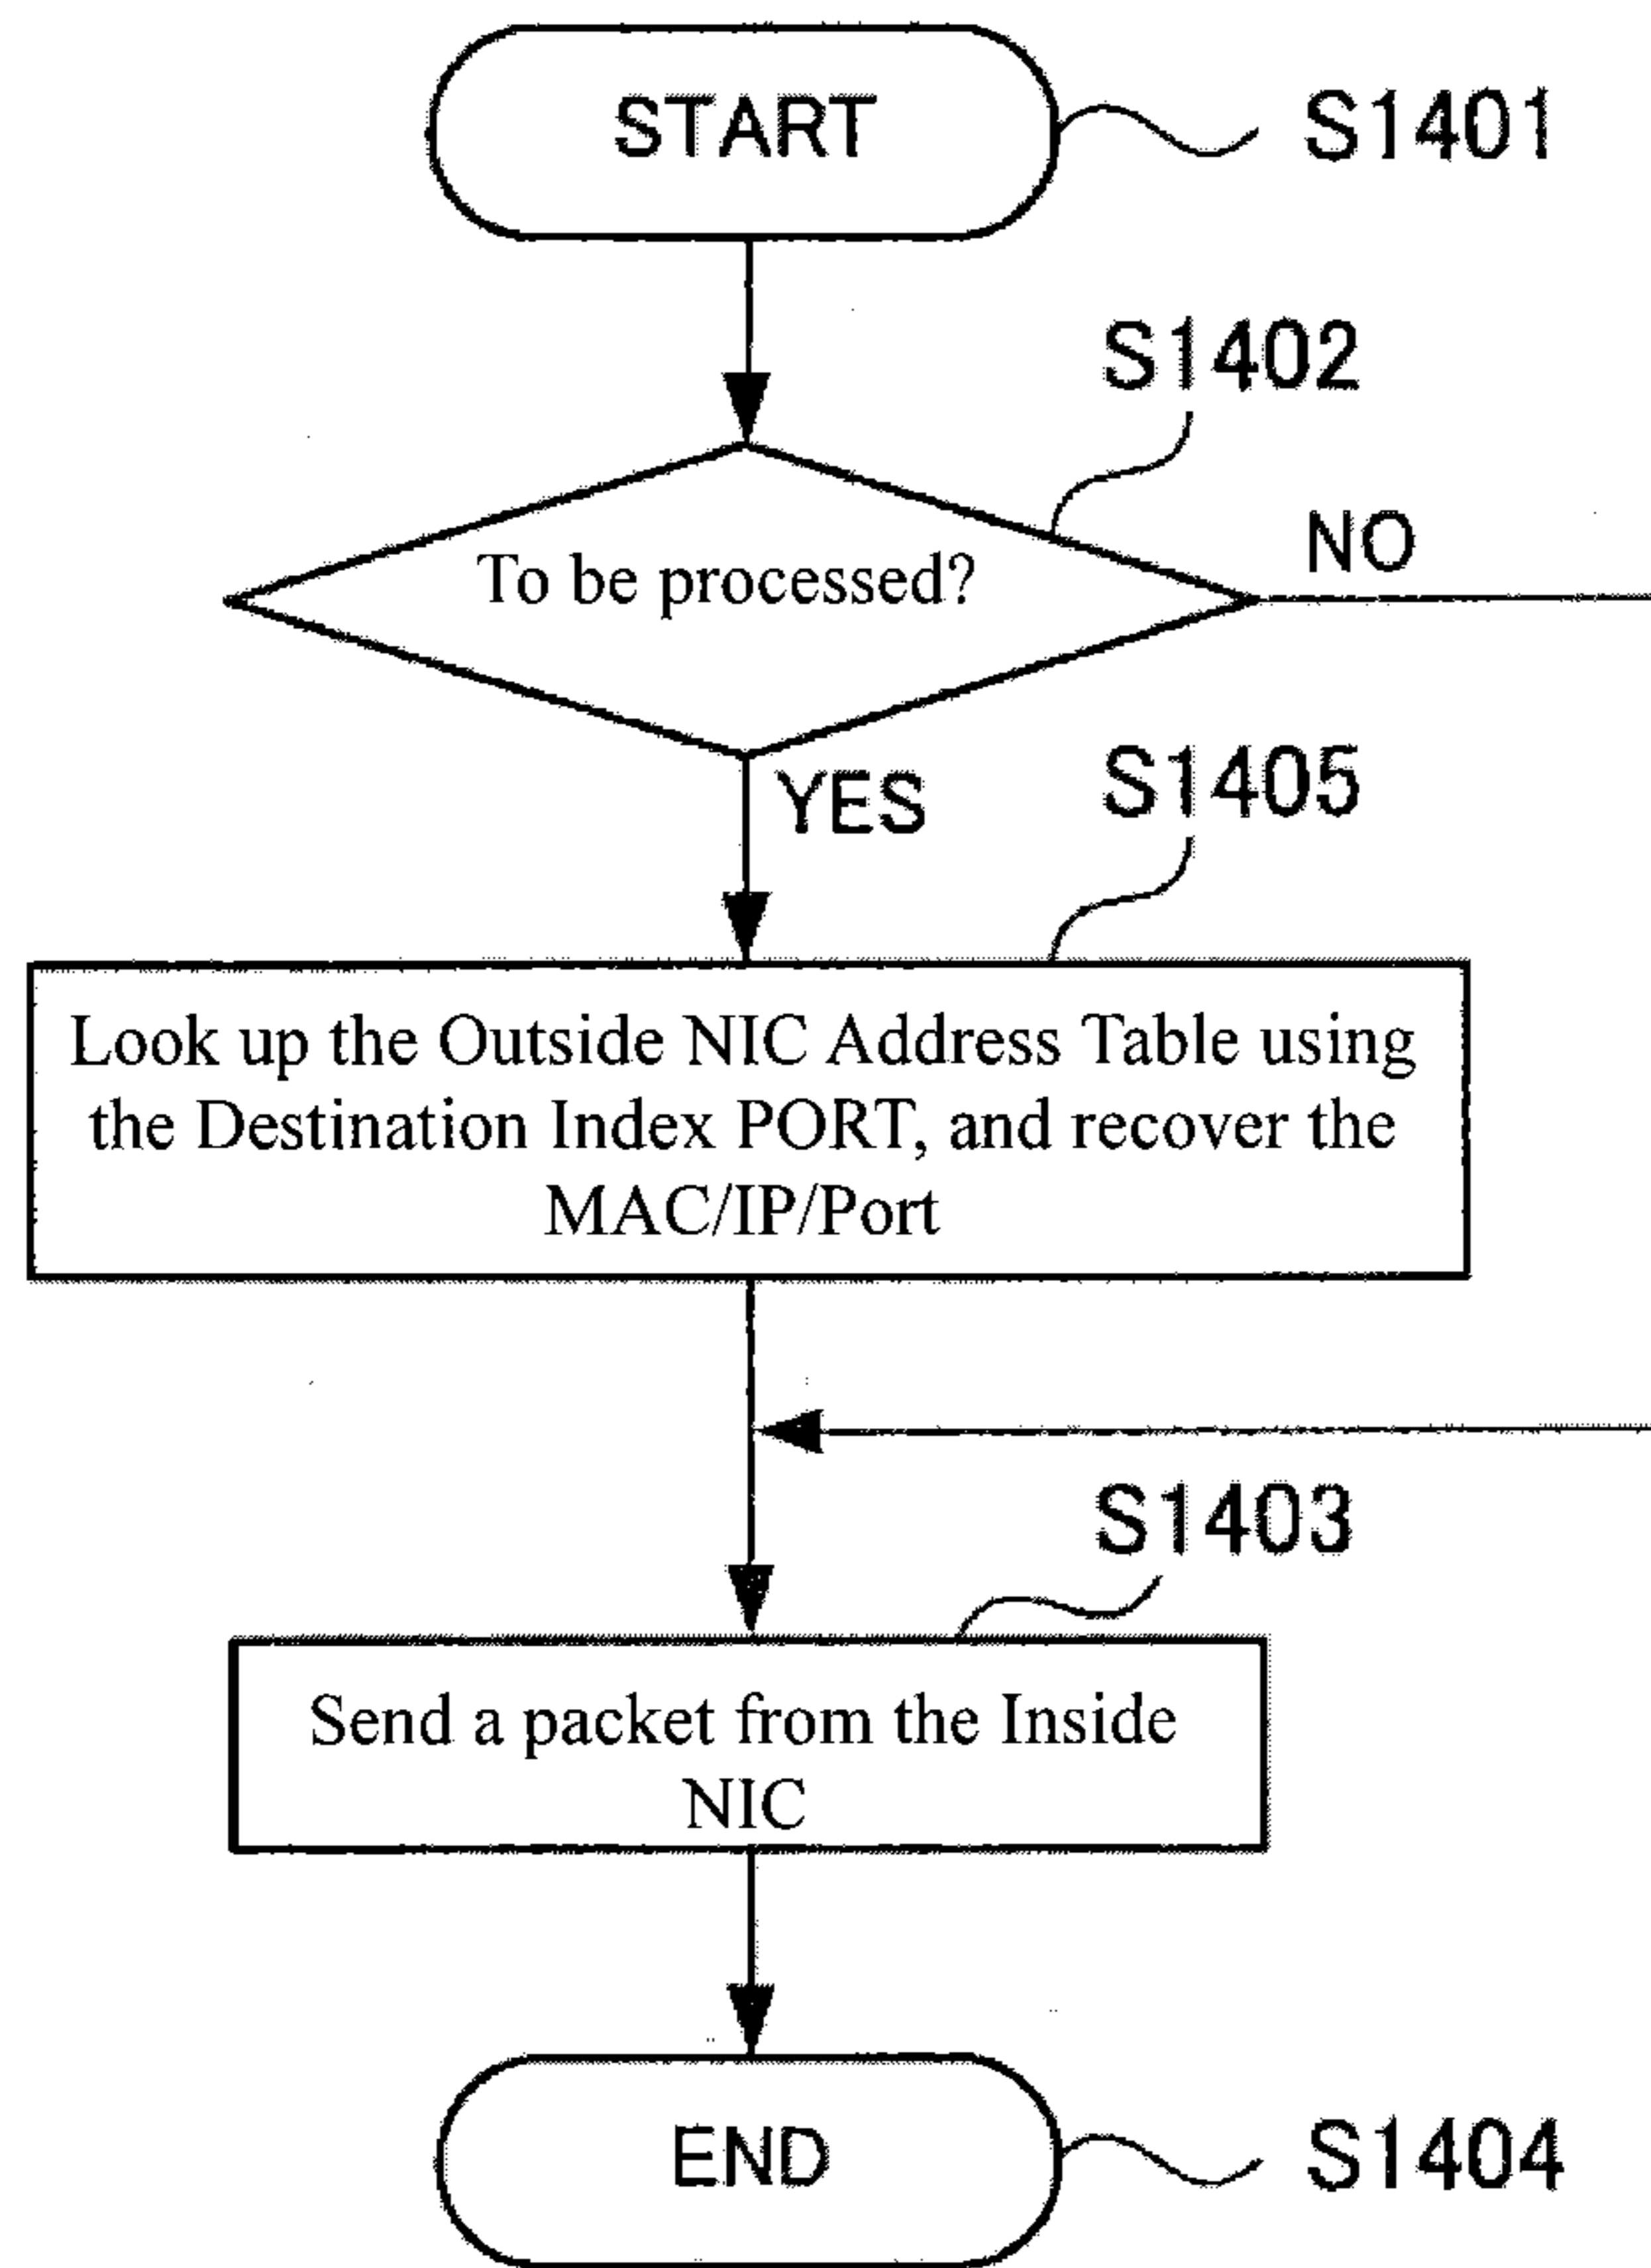 START
S1401
S1402
To be processed?
NO
YES
S1405
Look up the Outside NIC Address Table using
the Destination Index PORT, and recover the
MAC/IP/Port
S1403
Send a packet from the Inside
NIC
END
S1404